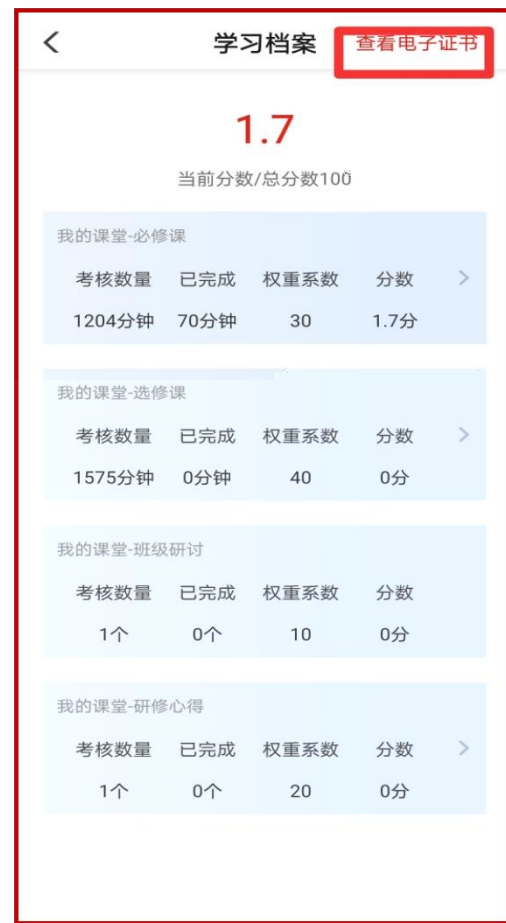 学习档案 查看电子证书
1.7
当前分数/总分数100
我的课堂-必修课
考核数量 已完成 权重系数 分数
1204分钟 70分钟 30 1.7分
我的课堂-选修课
考核数量 已完成 权重系数 分数
1575分钟 0分钟 40 0分
我的课堂-班级研讨
考核数量 已完成 权重系数 分数
1个 0个 10 0分
我的课堂-研修心得
考核数量 已完成 权重系数 分数
1个 0个 20 0分